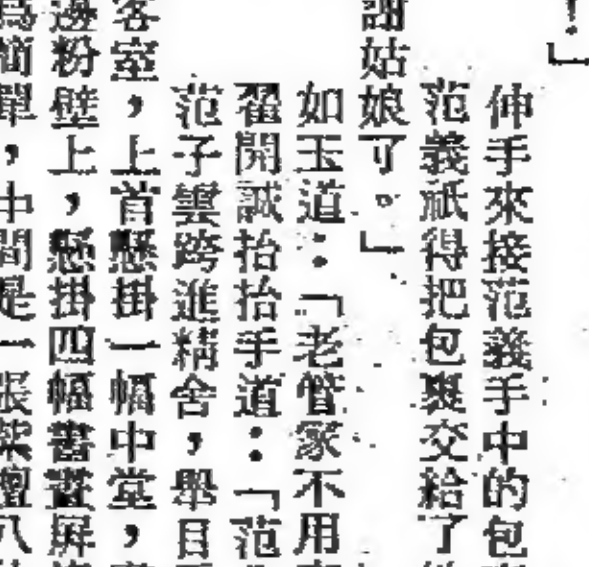 ！」
伸手來接范義手中的包
范義祇得把包裹交給了
謝姑娘了。」
如玉道：「老管家不用
翟開誠抬抬手道：「范
范子雲跨進精舍，舉目
客室，上首懸掛一幅中堂，
邊粉壁上，懸掛四幅書畫屏
爲簡單，中間是一張紫檀八